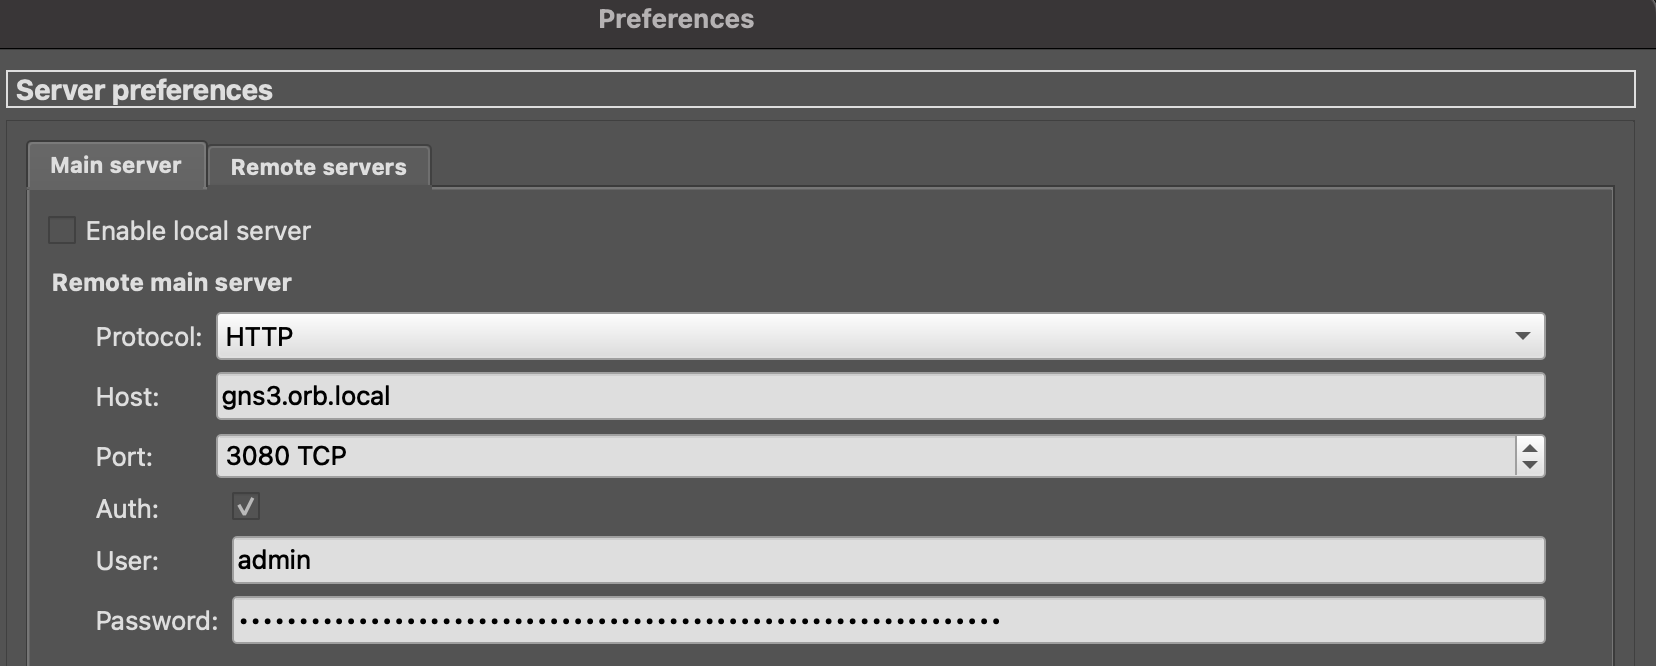 Preferences
Server preferences
Main server
Remote servers
Enable local server
Remote main server
Protocol: HTTP
Host: gns3.orb.local
Port: 3080 TCP
Auth:
User: admin
Password: